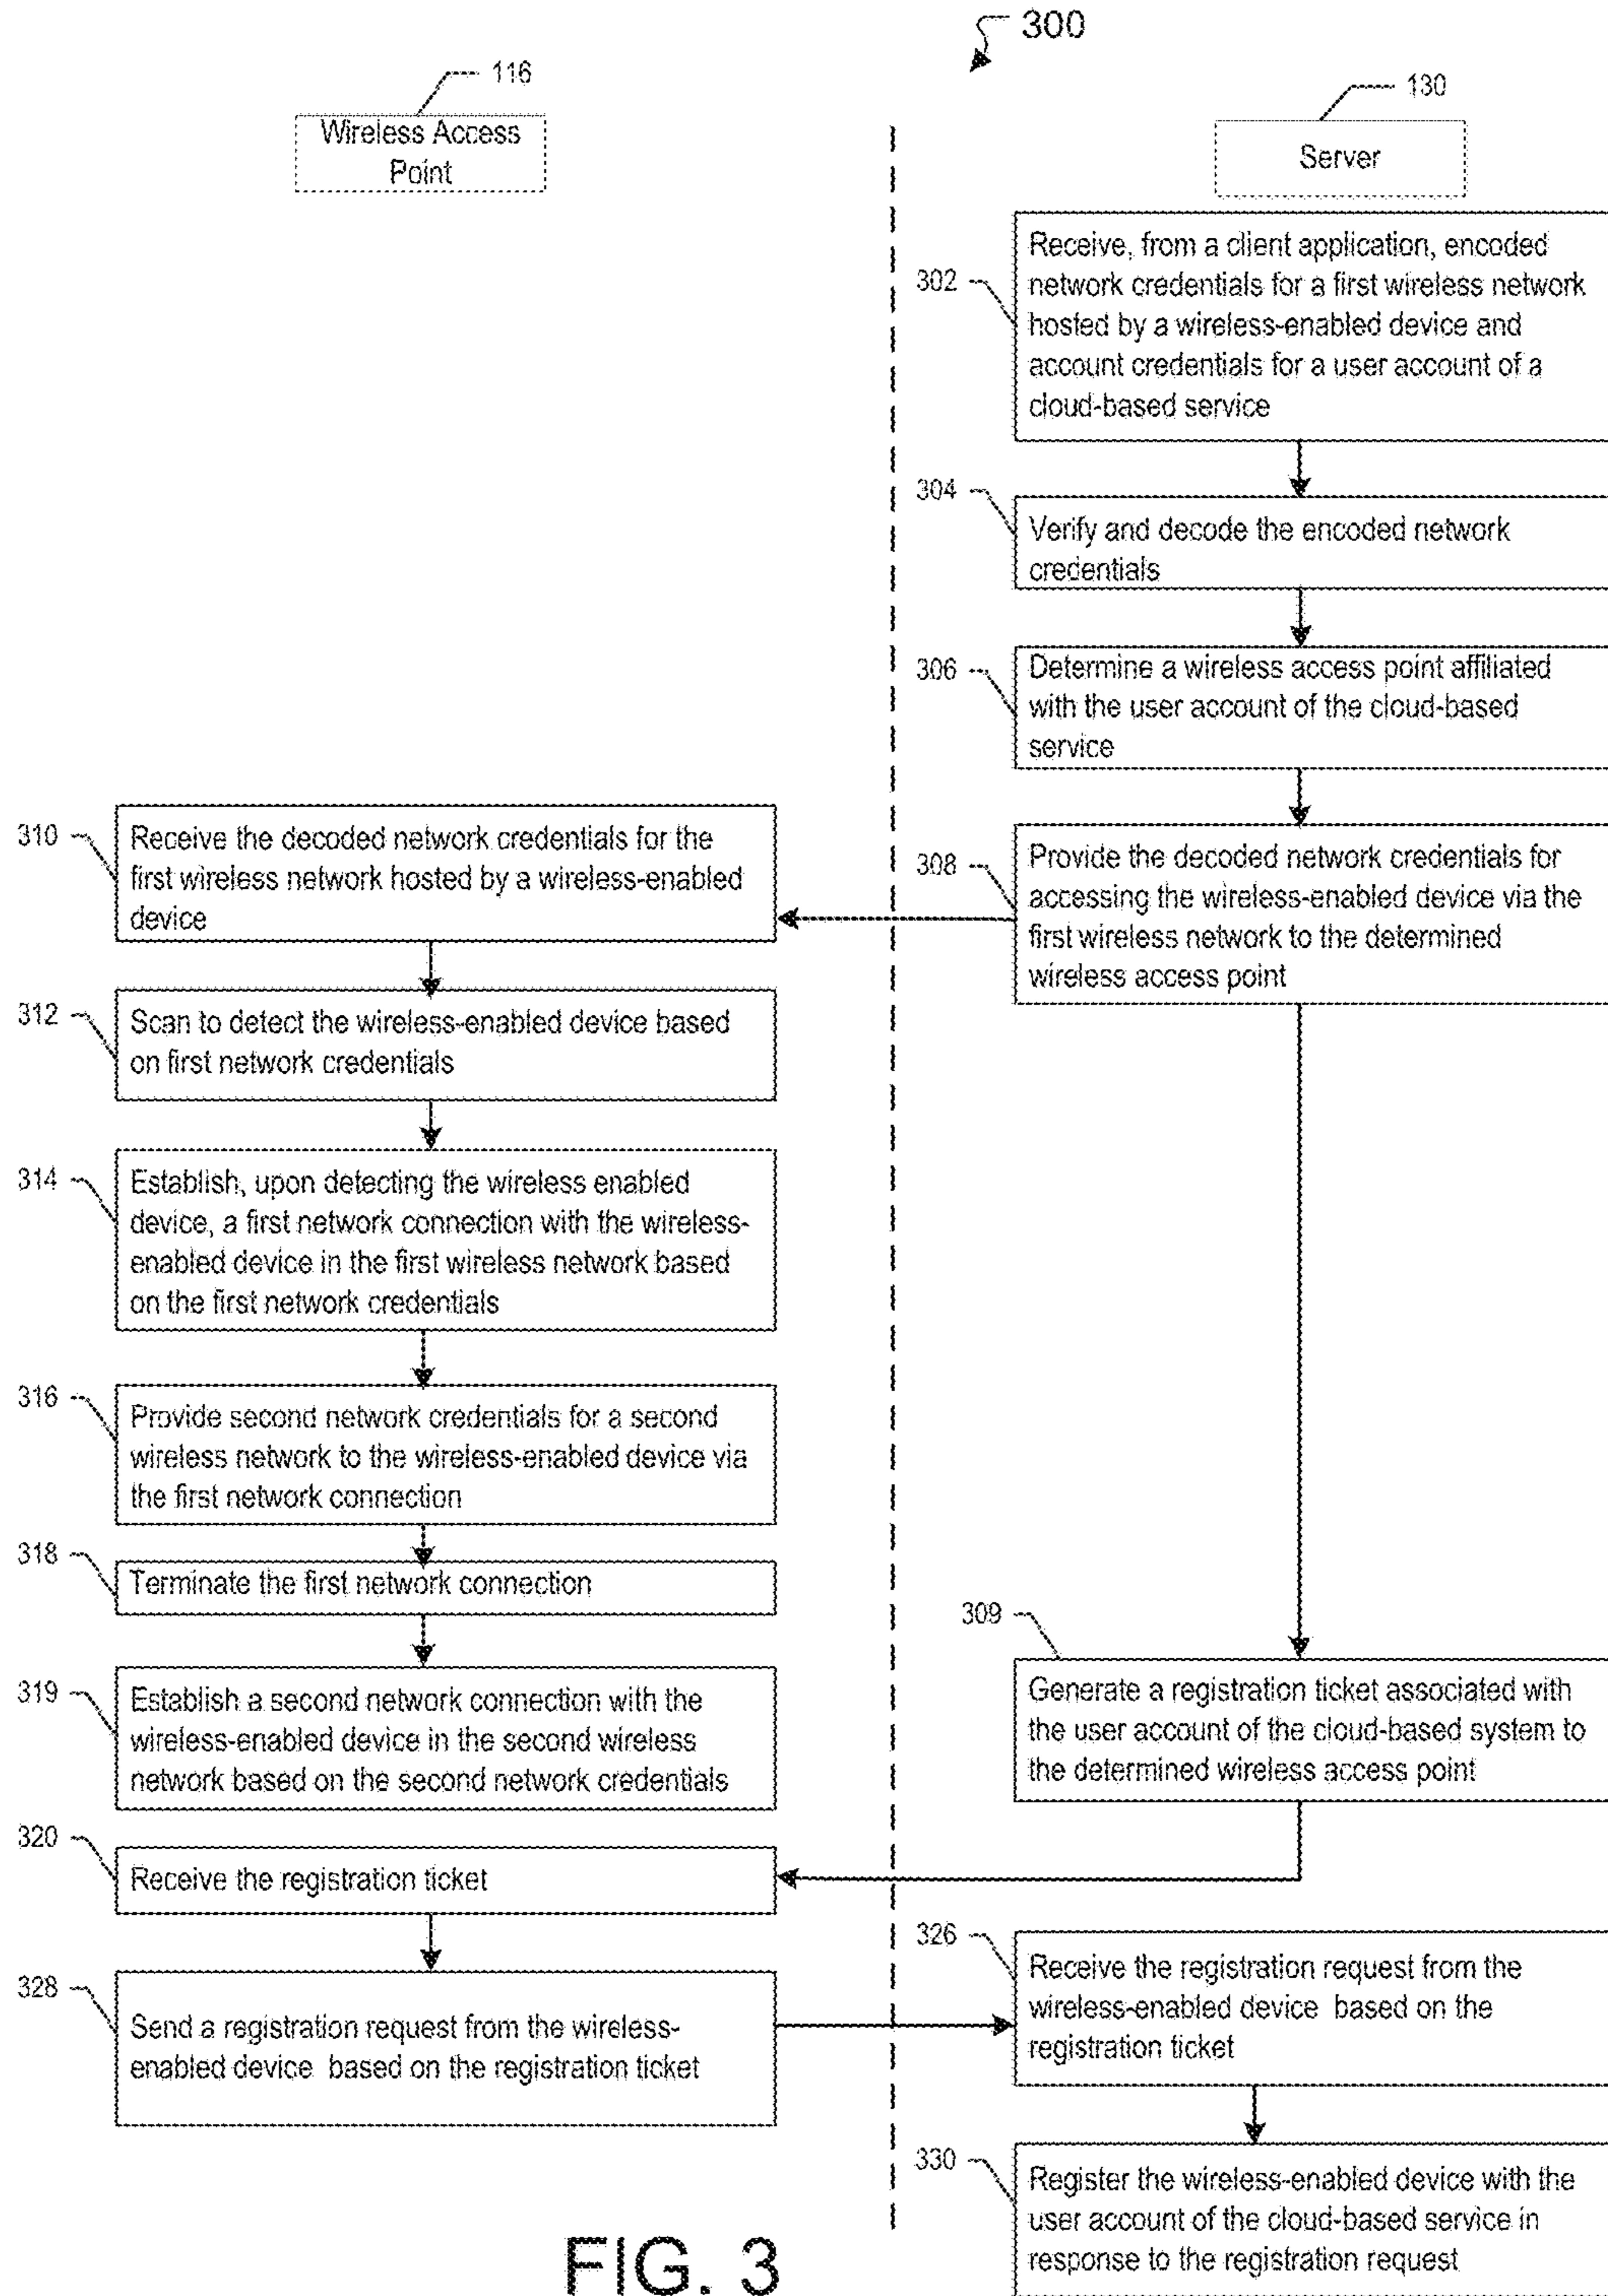 300
116
Wireless Access
Point
130
Server
302
Receive, from a client application, encoded
network credentials for a first wireless network
hosted by a wireless-enabled device and
account credentials for a user account of a
cloud-based service
304
Verify and decode the encoded network
credentials
306
Determine a wireless access point affiliated
with the user account of the cloud-based
service
308
Provide the decoded network credentials for
accessing the wireless-enabled device via the
first wireless network to the determined
wireless access point
310
Receive the decoded network credentials for the
first wireless network hosted by a wireless-enabled
device
312
Scan to detect the wireless-enabled device based
on first network credentials
314
Establish, upon detecting the wireless enabled
device, a first network connection with the wireless-
enabled device in the first wireless network based
on the first network credentials
316
Provide second network credentials for a second
wireless network to the wireless-enabled device via
the first network connection
318
Terminate the first network connection
319
Establish a second network connection with the
wireless-enabled device in the second wireless
network based on the second network credentials
309
Generate a registration ticket associated with
the user account of the cloud-based system to
the determined wireless access point
320
Receive the registration ticket
328
Send a registration request from the wireless-
enabled device based on the registration ticket
326
Receive the registration request from the
wireless-enabled device based on the
registration ticket
330
Register the wireless-enabled device with the
user account of the cloud-based service in
response to the registration request
FIG. 3